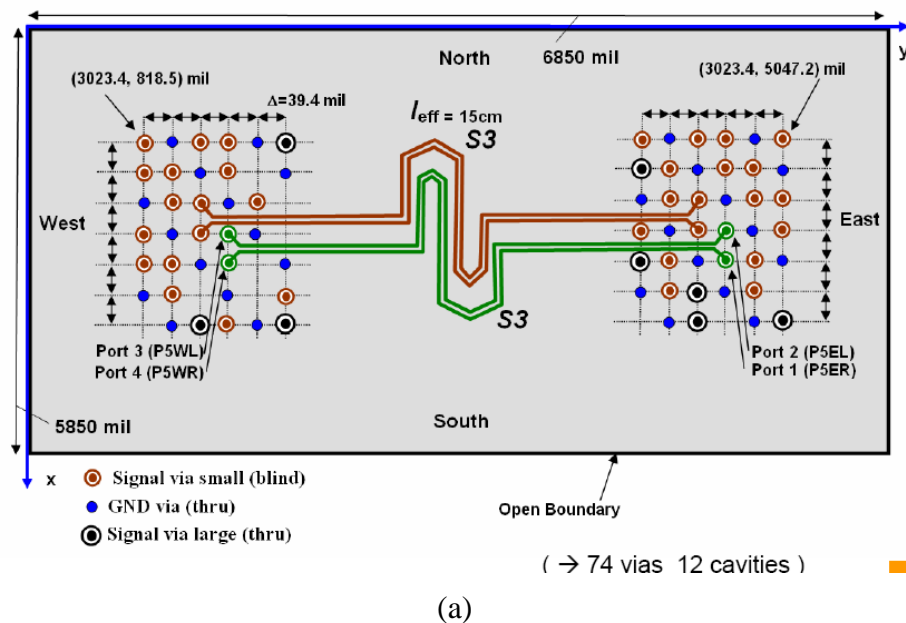 6850 mil
y
North
(3023.4, 818.5) mil
(3023.4, 5047.2) mil
Δ=39.4 mil
leff = 15cm
S3
West
East
S3
Port 3 (P5WL)
Port 4 (P5WR)
Port 2 (P5EL)
Port 1 (P5ER)
5850 mil
South
x
Signal via small (blind)
GND via (thru)
Signal via large (thru)
Open Boundary
( → 74 vias 12 cavities )
(a)